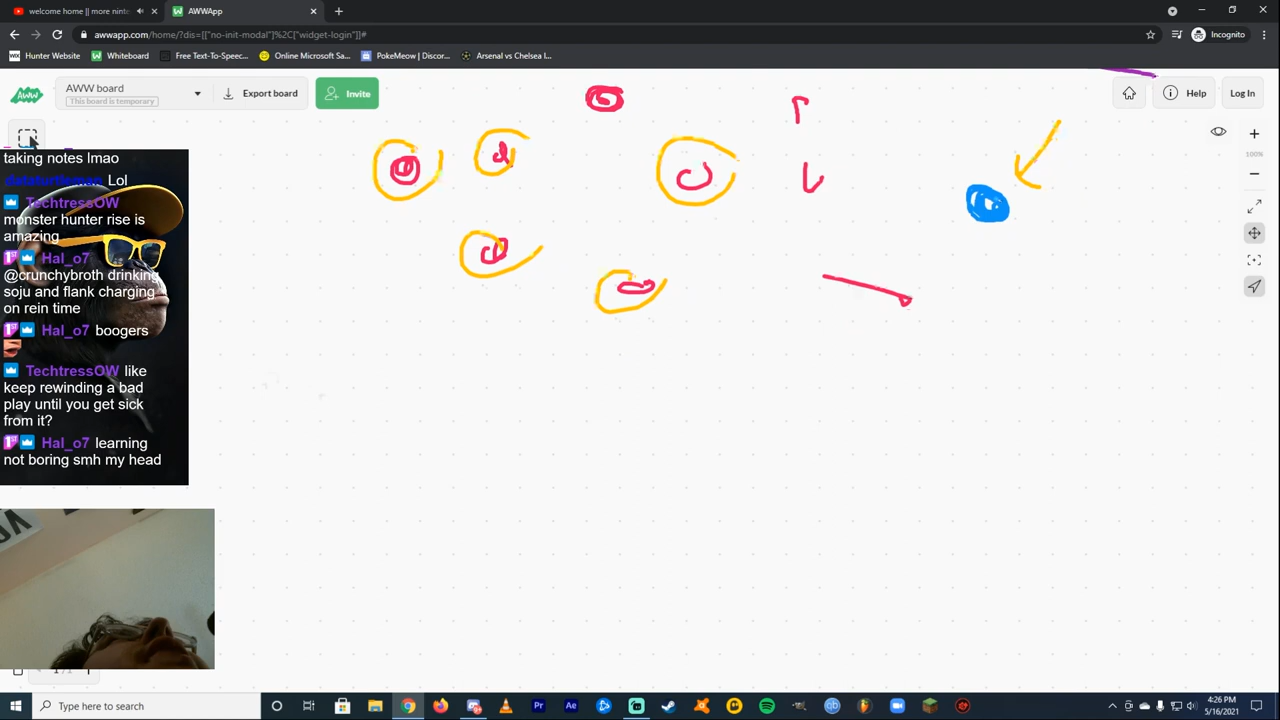 welcome home || more ninte
AWWApp
awwapp.com/home/?dis=[["no-init-modal"]%2C["widget-login"]]#
Incognito
Hunter Website
Whiteboard
Free Text-To-Speec...
Online Microsoft Sa...
PokeMeow | Discor...
Arsenal vs Chelsea l...
AWW
AWW board
This board is temporary
Export board
Invite
Help
Log In
100%
taking notes lmao
Lol
TechtressOW
monster hunter rise is
amazing
Hal_o7
@crunchybroth drinking
soju and flank charging
on rein time
Hal_o7 boogers
TechtressOW like
keep rewinding a bad
play until you get sick
from it?
Hal_o7 learning
not boring smh my head
Type here to search
Pr
Ae
4:26 PM
5/16/2021